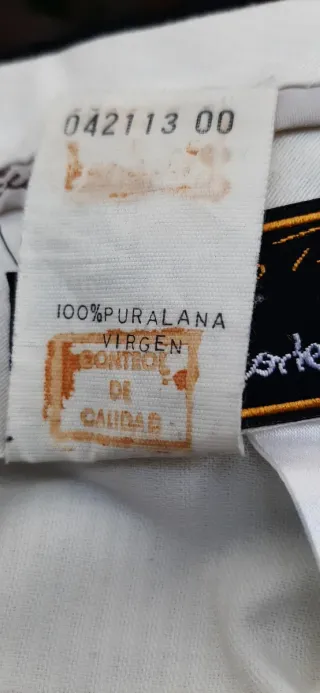 042113 00
100%PURALANA
VIRGEN
CONTROL
DE
CALIDAD